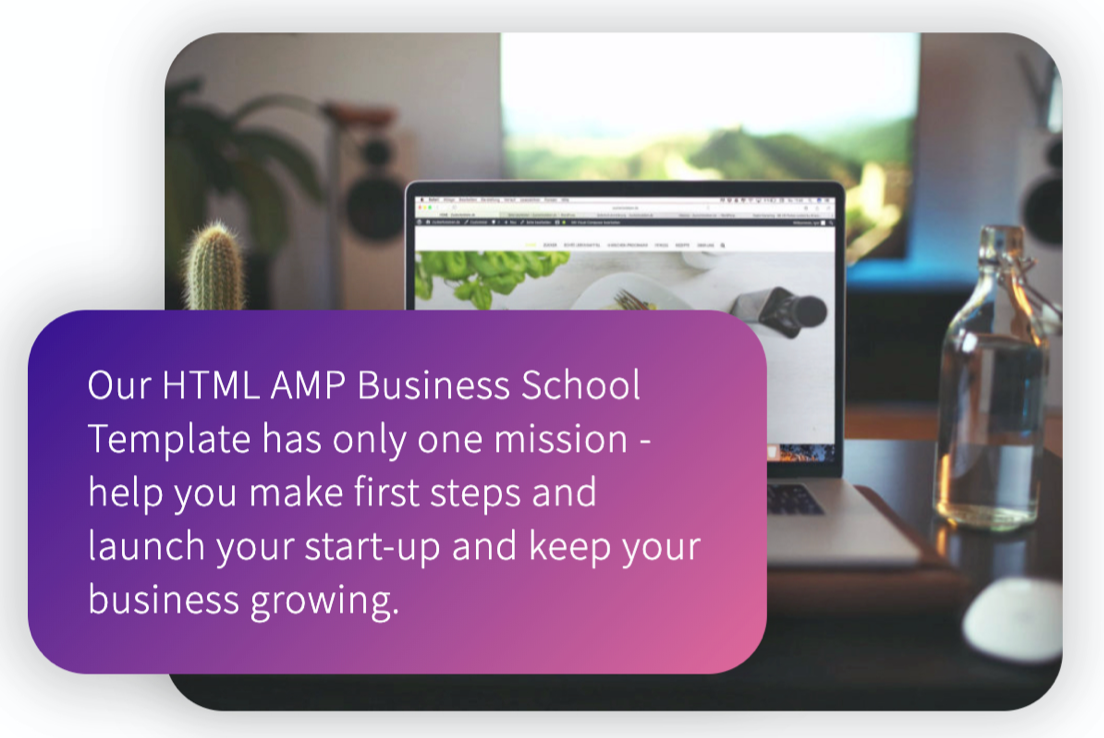 Our HTML AMP Business School
Template has only one mission -
help you make first steps and
launch your start-up and keep your
business growing.